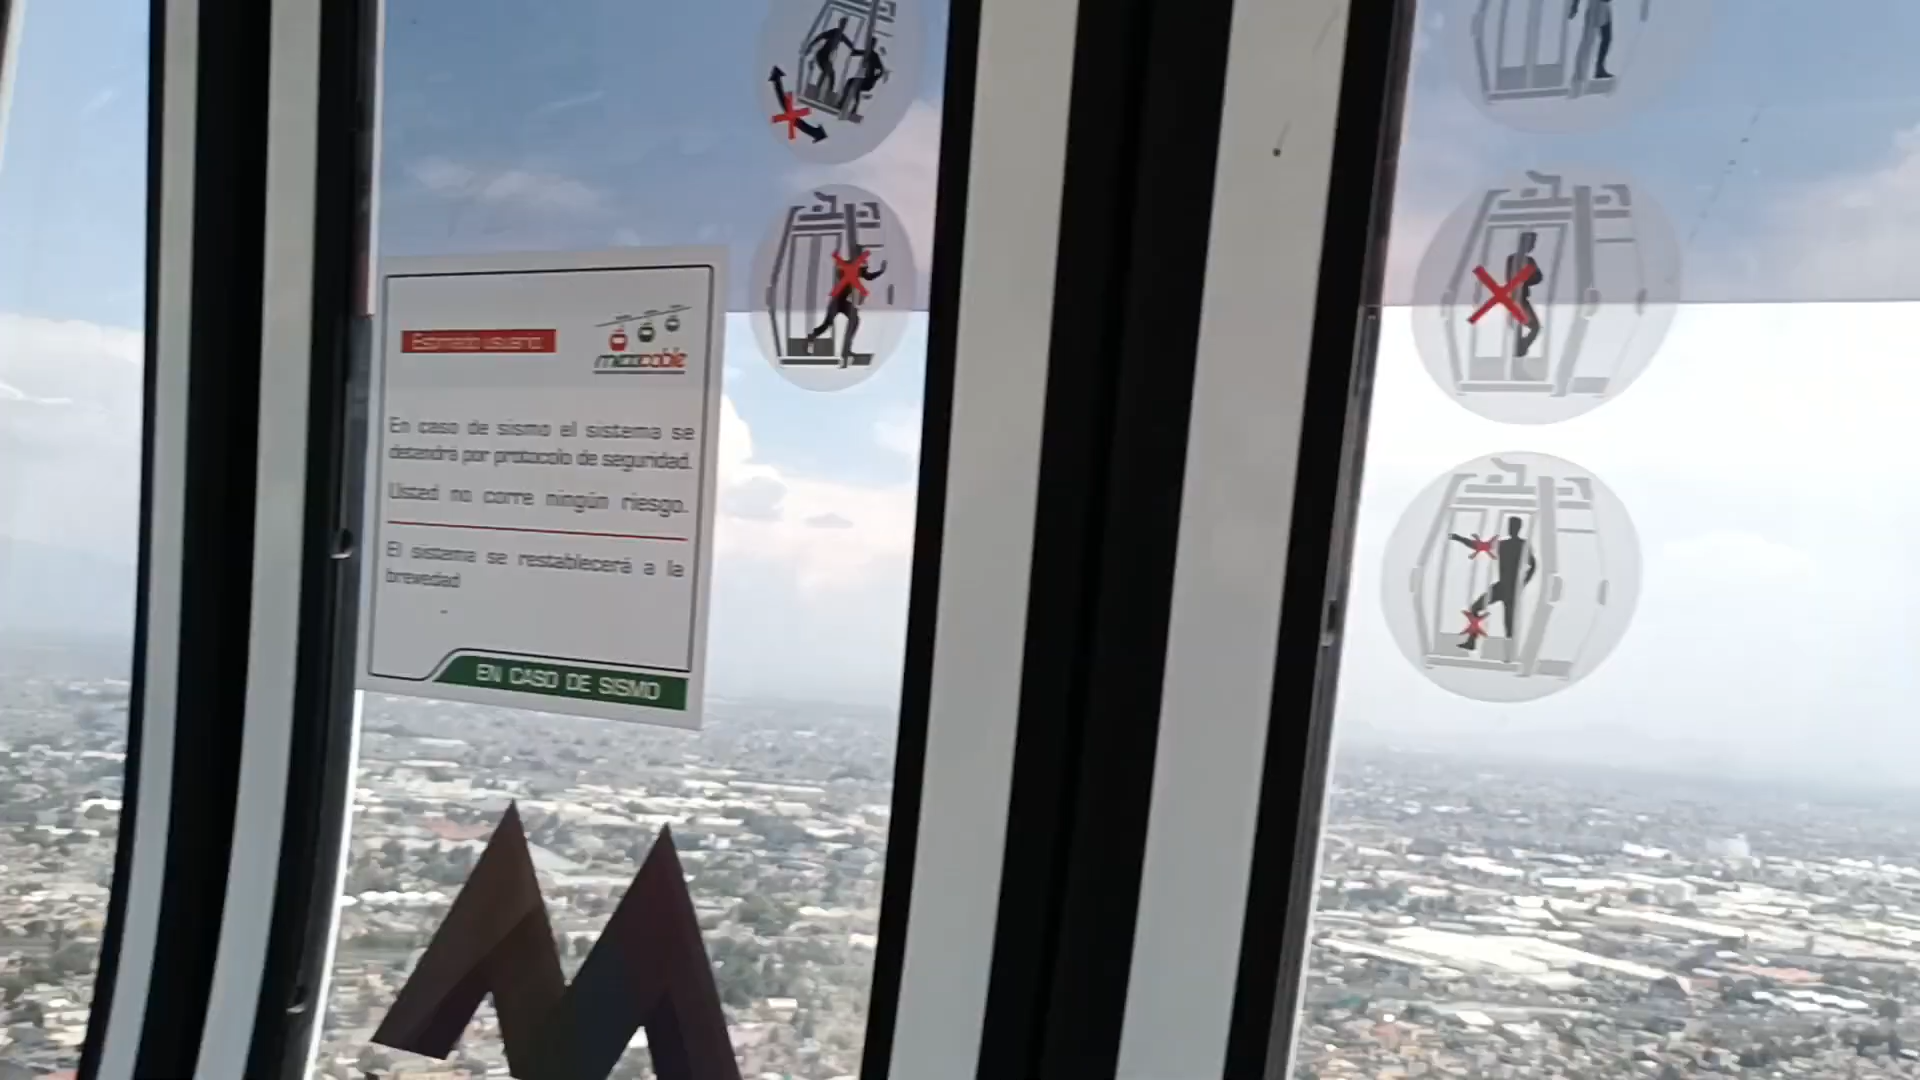 Estimado usuario:
mexicable
En caso de sismo el sistema se
detendrá por protocolo de seguridad.
Usted no corre ningún riesgo.
El sistema se restablecerá a la
brevedad
EN CASO DE SISMO